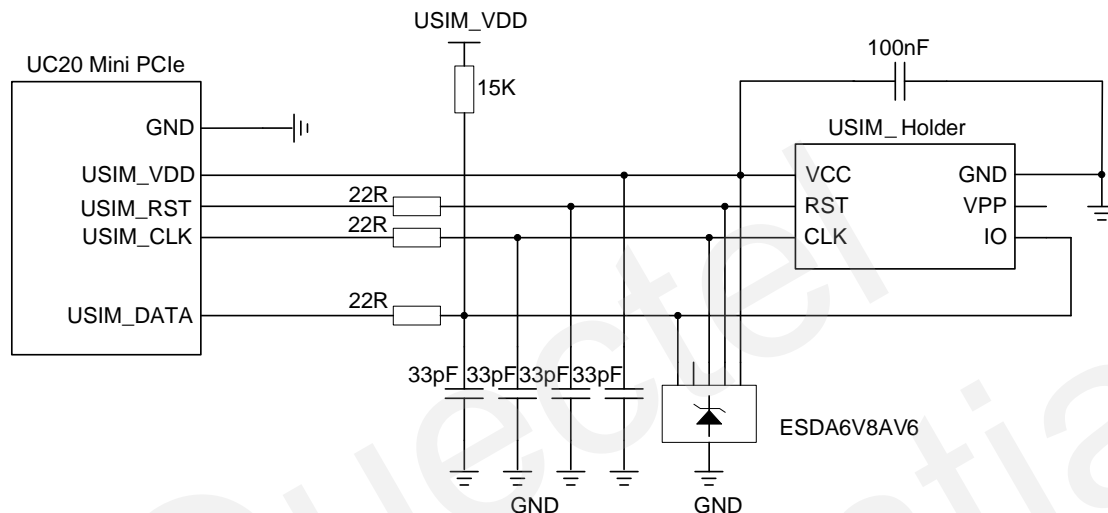 USIM_VDD
100nF
UC20 Mini PCIe
15K
GND
USIM_Holder
USIM_VDD
VCC
GND
22R
USIM_RST
RST
VPP
22R
USIM_CLK
CLK
IO
22R
USIM_DATA
33pF 33pF 33pF 33pF
ESDA6V8AV6
GND
GND
Quectel